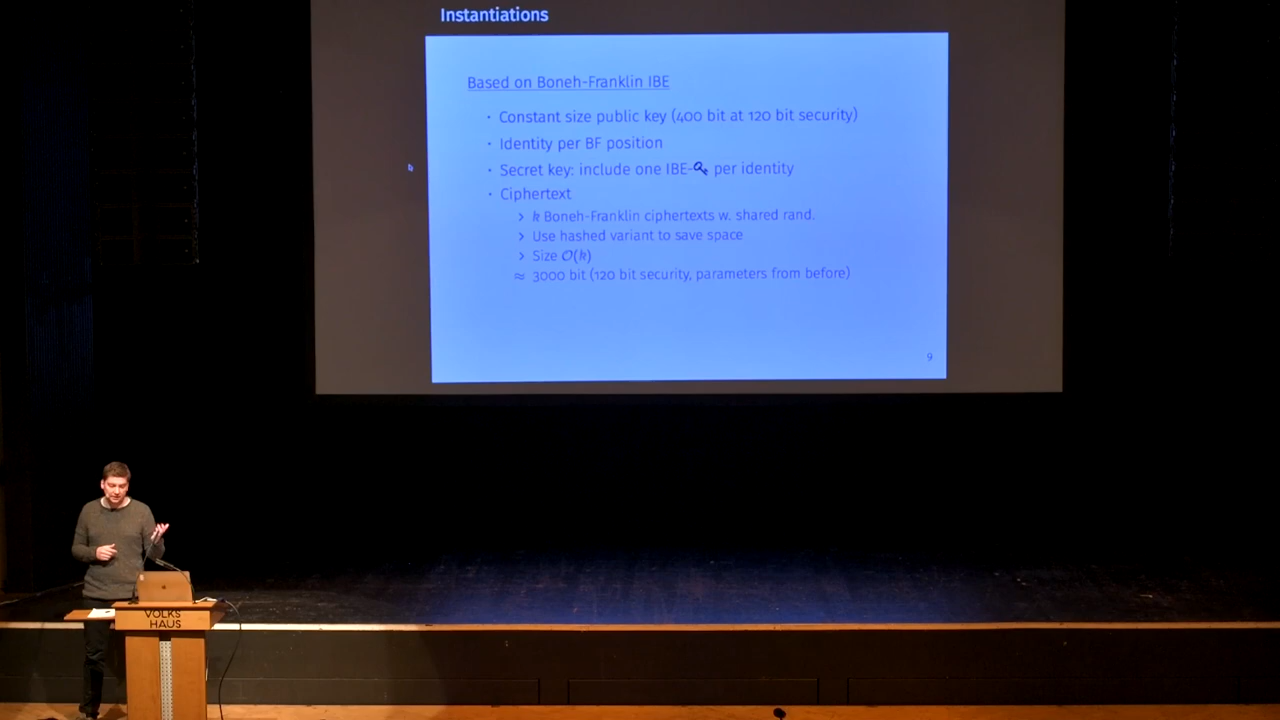 Instantiations
Based on Boneh-Franklin IBE
· Constant size public key (400 bit at 120 bit security)
· Identity per BF position
· Secret key: include one IBE- per identity
· Ciphertext
> k Boneh-Franklin ciphertexts w. shared rand.
> Use hashed variant to save space
> Size O(k)
≈ 3000 bit (120 bit security, parameters from before)
9
VOLKS
HAUS